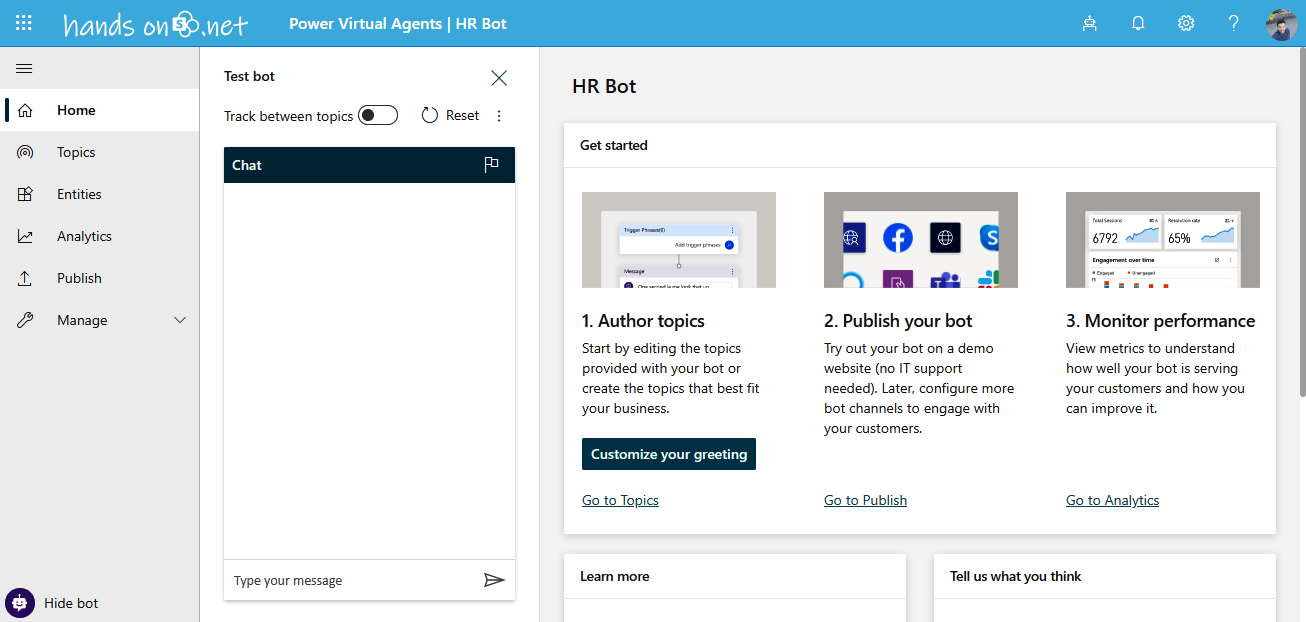 hands on S .net
Power Virtual Agents | HR Bot
Home
Topics
Entities
Analytics
Publish
Manage
Hide bot
Test bot
Track between topics
Reset
Chat
Type your message
HR Bot
Get started
Trigger Phrases(0)
Add trigger phrases
Message
Total Sessions
6792
Resolution rate
65%
Engagement over time
Engaged
Unengaged
1. Author topics
Start by editing the topics
provided with your bot or
create the topics that best fit
your business.
Customize your greeting
Go to Topics
2. Publish your bot
Try out your bot on a demo
website (no IT support
needed). Later, configure more
bot channels to engage with
your customers.
Go to Publish
3. Monitor performance
View metrics to understand
how well your bot is serving
your customers and how you
can improve it.
Go to Analytics
Learn more
Tell us what you think